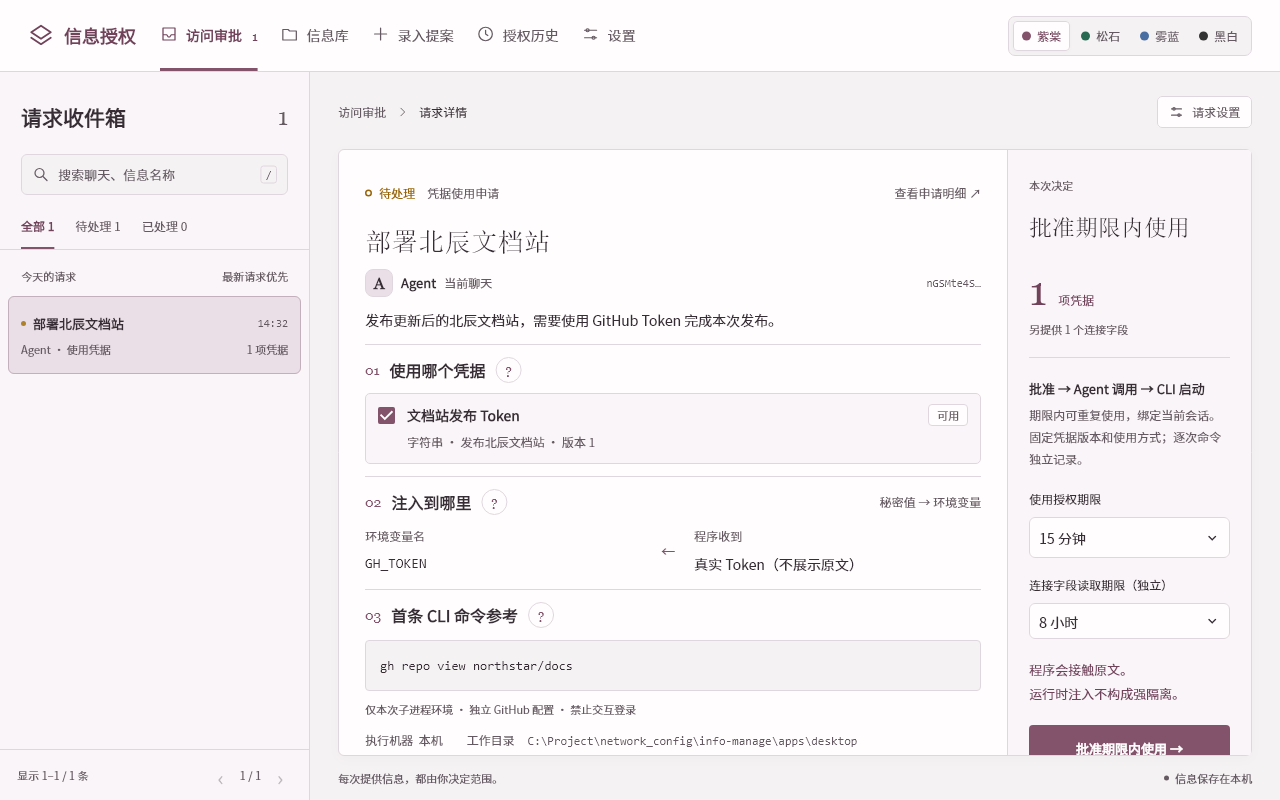 信息授权
访问审批 1
信息库
录入提案
授权历史
设置
紫棠
松石
雾蓝
黑白
请求收件箱 1
搜索聊天、信息名称 /
全部 1 待处理 1 已处理 0
今天的请求 最新请求优先
部署北辰文档站 14:32
Agent · 使用凭据 1 项凭据
显示 1–1 / 1 条 ‹ 1 / 1 ›
访问审批 > 请求详情
请求设置
待处理 凭据使用申请 查看申请明细 ↗
部署北辰文档站
A Agent 当前聊天 nGSMte4S…
发布更新后的北辰文档站，需要使用 GitHub Token 完成本次发布。
01 使用哪个凭据 ?
文档站发布 Token 可用
字符串 · 发布北辰文档站 · 版本 1
02 注入到哪里 ? 秘密值 → 环境变量
环境变量名 ← 程序收到
GH_TOKEN 真实 Token（不展示原文）
03 首条 CLI 命令参考 ?
gh repo view northstar/docs
仅本次子进程环境 · 独立 GitHub 配置 · 禁止交互登录
执行机器 本机 工作目录 C:\Project\network_config\info-manage\apps\desktop
本次决定
批准期限内使用
1 项凭据
另提供 1 个连接字段
批准 → Agent 调用 → CLI 启动
期限内可重复使用，绑定当前会话。
固定凭据版本和使用方式；逐次命令
独立记录。
使用授权期限
15 分钟
连接字段读取期限（独立）
8 小时
程序会接触原文。
运行时注入不构成强隔离。
批准期限内使用 →
每次提供信息，都由你决定范围。
信息保存在本机